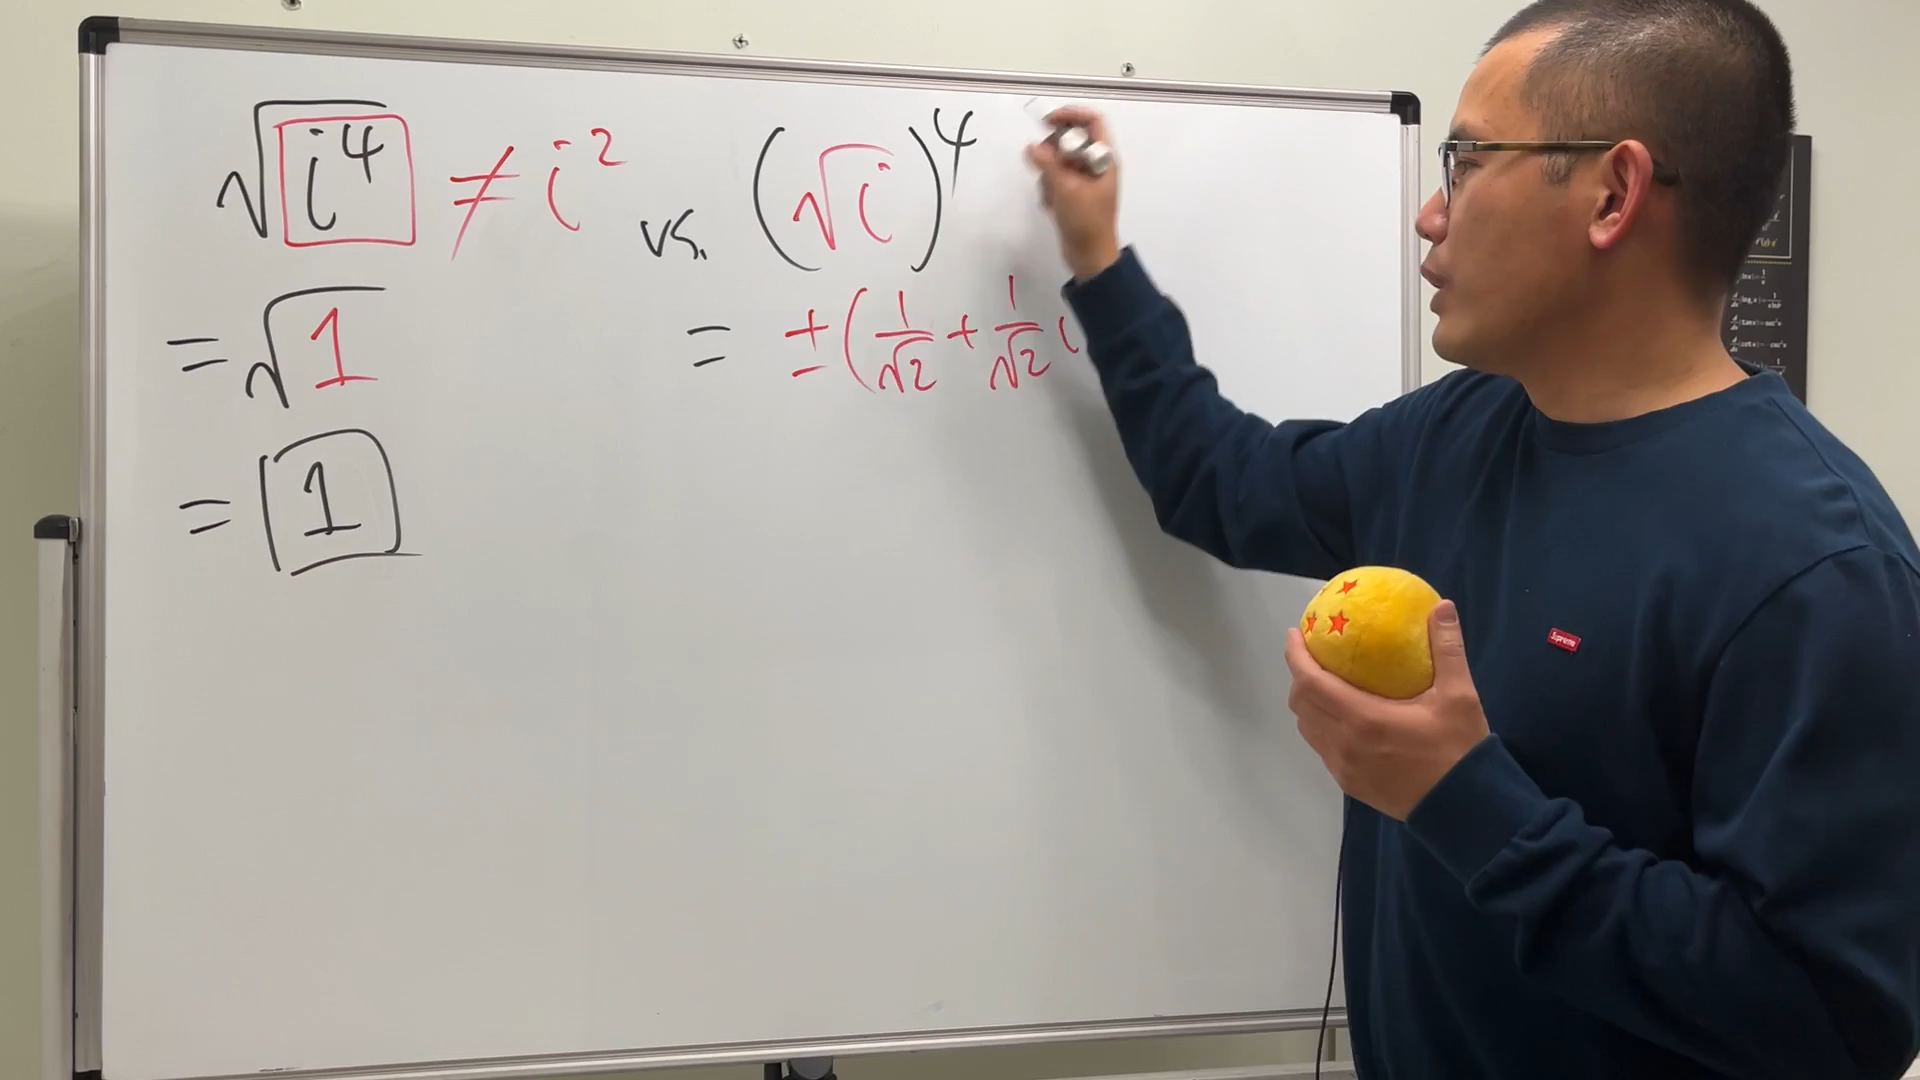 √i⁴ ≠ i² vs. (√i)⁴
= √1 = ± (1/√2 + 1/√2 i
= 1
Supreme